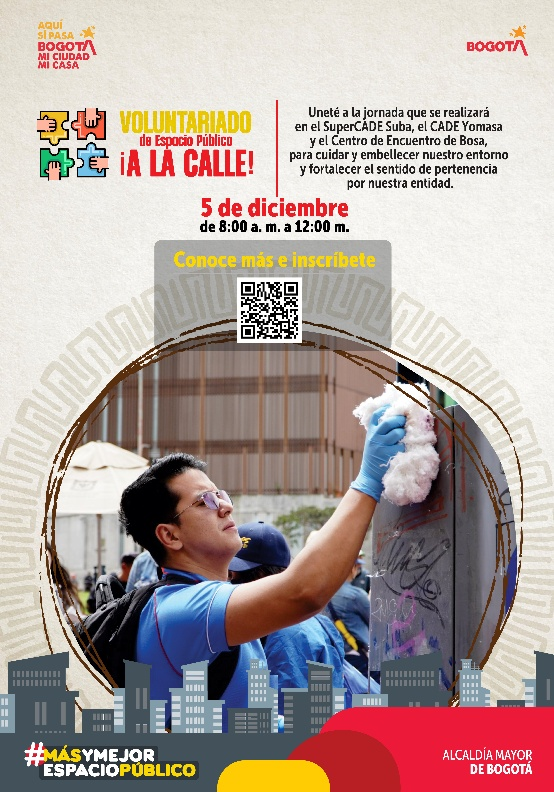 AQUÍ
SÍ PASA
BOGOTÁ
MI CIUDAD
MI CASA
BOGOTÁ
VOLUNTARIADO
de Espacio Público
¡A LA CALLE!
Uneté a la jornada que se realizará
en el SuperCADE Suba, el CADE Yomasa
y el Centro de Encuentro de Bosa,
para cuidar y embellecer nuestro entorno
y fortalecer el sentido de pertenencia
por nuestra entidad.
5 de diciembre
de 8:00 a. m. a 12:00 m.
Conoce más e inscríbete
#MÁSYMEJOR
ESPACIOPÚBLICO
ALCALDÍA MAYOR
DE BOGOTÁ